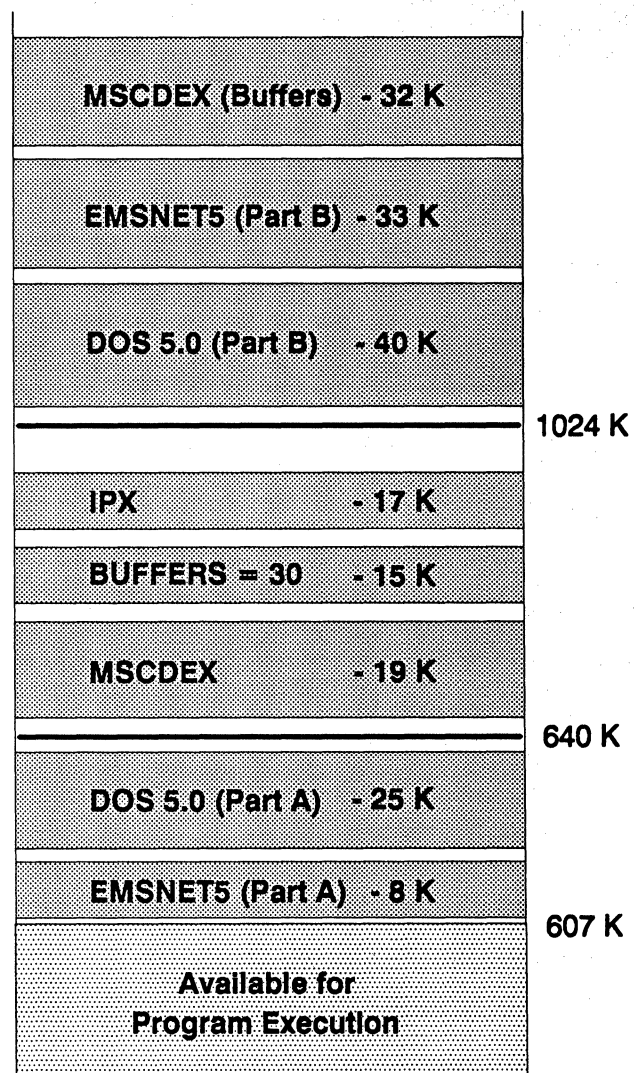 MSCDEX (Buffers) - 32 K
EMSNET5 (Part B) - 33 K
DOS 5.0 (Part B) - 40 K
1024 K
IPX - 17 K
BUFFERS = 30 - 15 K
MSCDEX - 19 K
640 K
DOS 5.0 (Part A) - 25 K
EMSNET5 (Part A) - 8 K
607 K
Available for
Program Execution